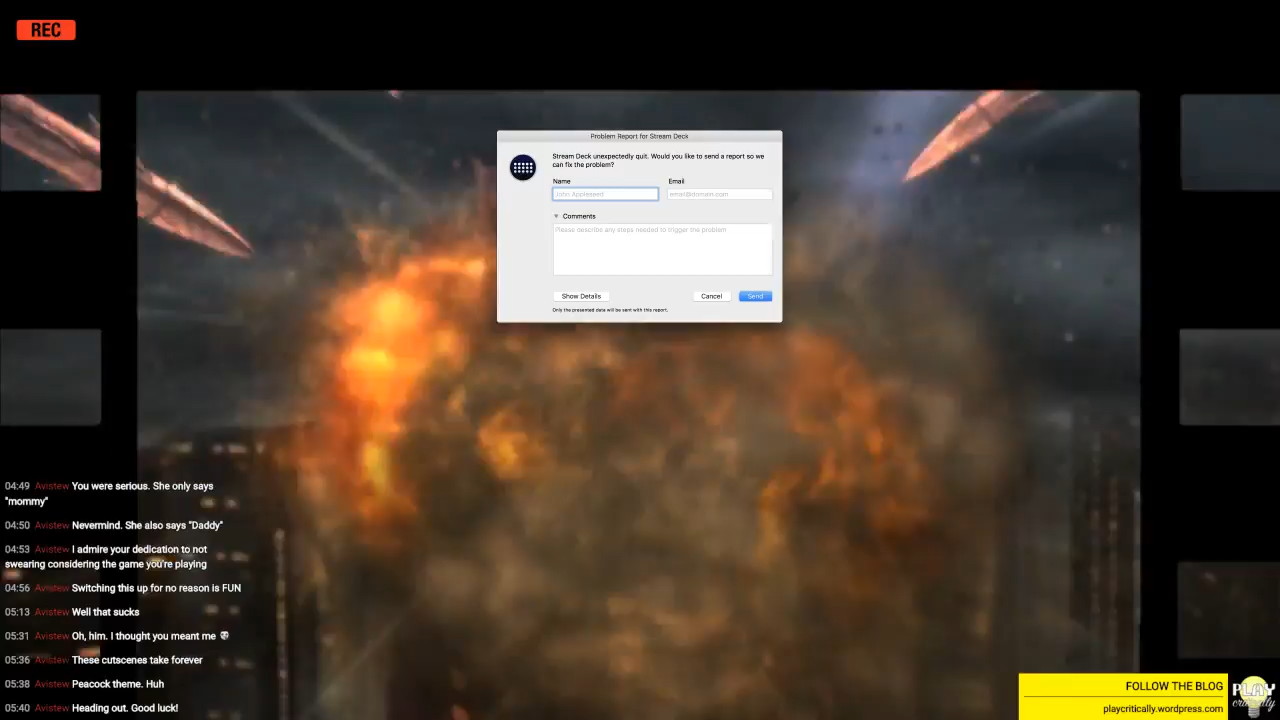 REC
Problem Report for Stream Deck
Stream Deck unexpectedly quit. Would you like to send a report so we
can fix the problem?
Name
Email
John Appleseed
email@domain.com
Comments
Please describe any steps needed to trigger the problem
Show Details
Cancel
Send
Only the presented data will be sent with this report.
04:49 Avistew You were serious. She only says
"mommy"
04:50 Avistew Nevermind. She also says "Daddy"
04:53 Avistew I admire your dedication to not
swearing considering the game you're playing
04:56 Avistew Switching this up for no reason is FUN
05:13 Avistew Well that sucks
05:31 Avistew Oh, him. I thought you meant me 💀
05:36 Avistew These cutscenes take forever
05:38 Avistew Peacock theme. Huh
05:40 Avistew Heading out. Good luck!
FOLLOW THE BLOG
playcritically.wordpress.com
PLAY
critically